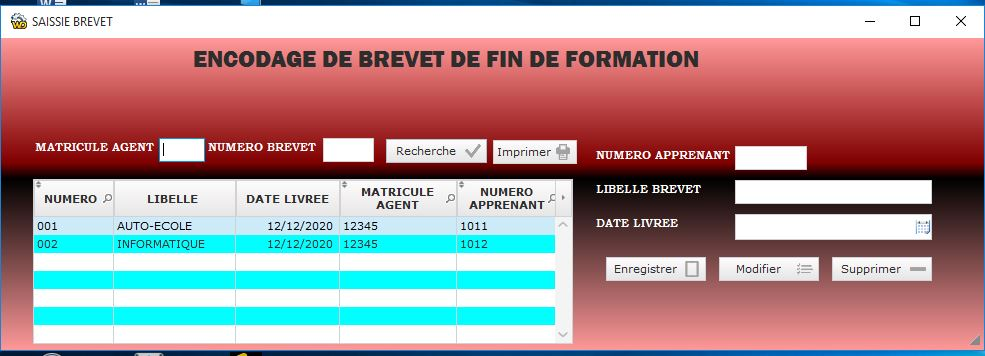 SAISSIE BREVET
ENCODAGE DE BREVET DE FIN DE FORMATION
MATRICULE AGENT NUMERO BREVET Recherche Imprimer
NUMERO APPRENANT
LIBELLE BREVET
DATE LIVREE
Enregistrer Modifier Supprimer
NUMERO LIBELLE DATE LIVREE MATRICULE AGENT NUMERO APPRENANT
001 AUTO-ECOLE 12/12/2020 12345 1011
002 INFORMATIQUE 12/12/2020 12345 1012